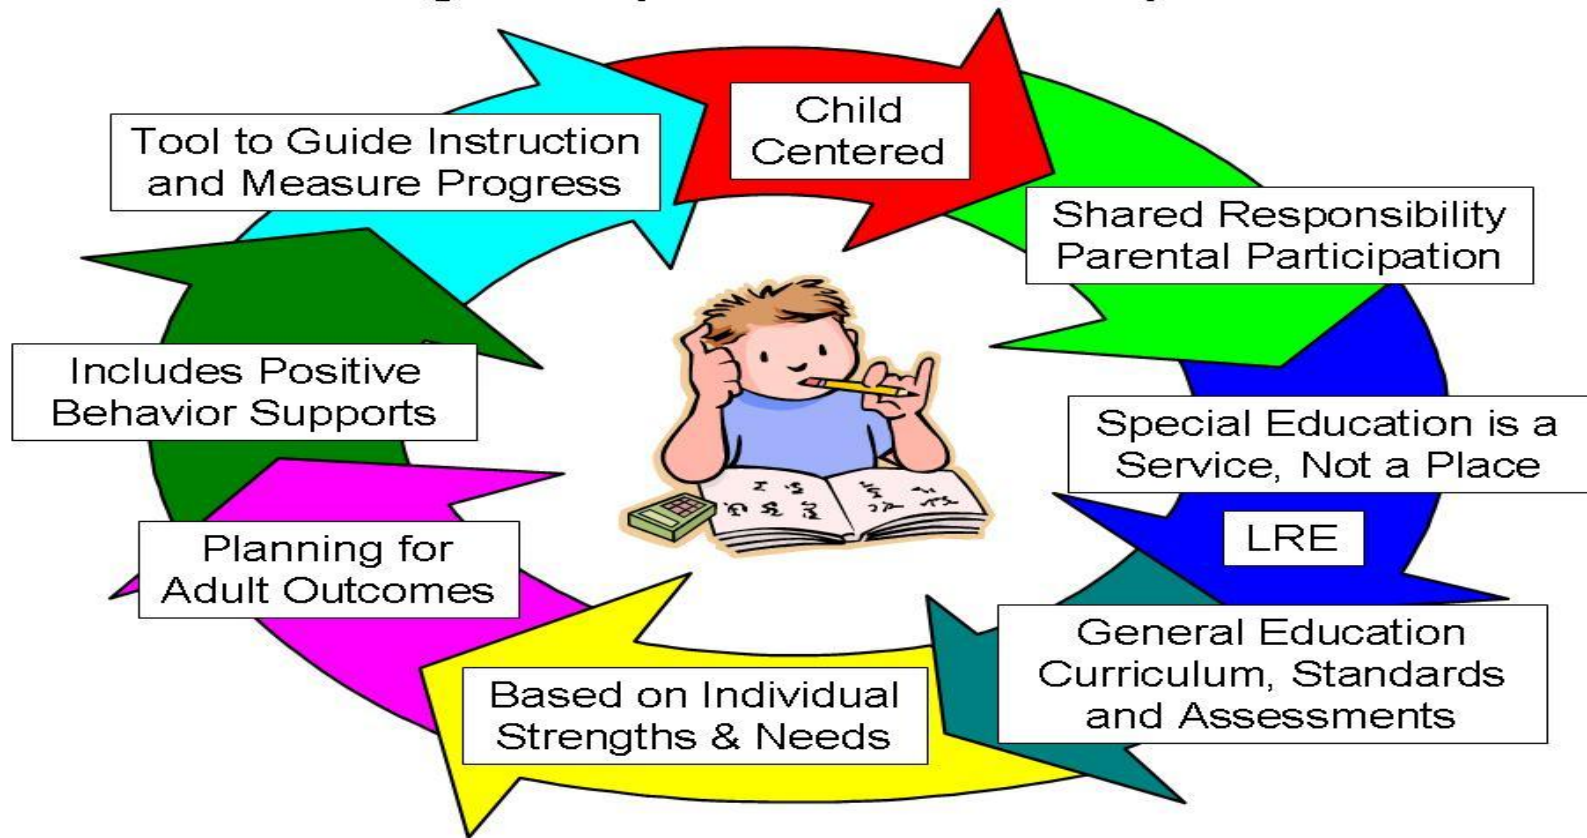 Child
Centered
Shared Responsibility
Parental Participation
Special Education is a
Service, Not a Place
LRE
General Education
Curriculum, Standards
and Assessments
Based on Individual
Strengths & Needs
Planning for
Adult Outcomes
Includes Positive
Behavior Supports
Tool to Guide Instruction
and Measure Progress